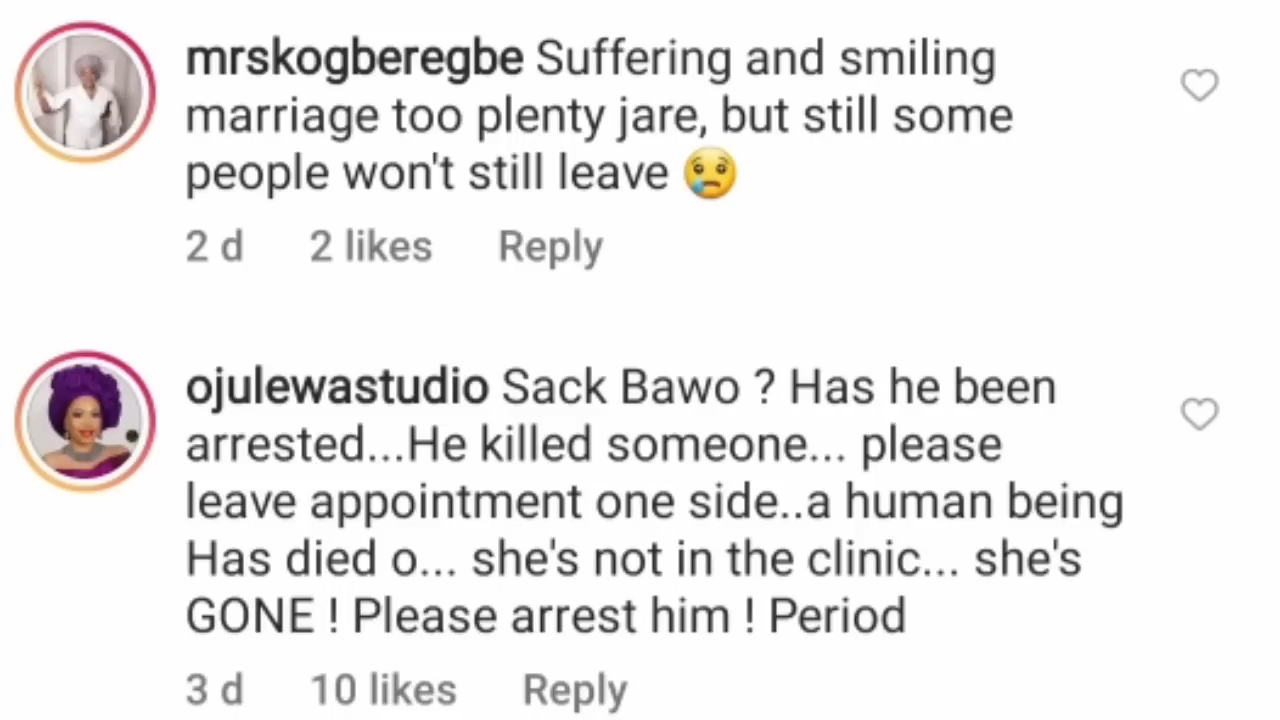 mrskogberegbe Suffering and smiling
marriage too plenty jare, but still some
people won't still leave 😢
2 d 2 likes Reply
ojulewastudio Sack Bawo ? Has he been
arrested...He killed someone... please
leave appointment one side..a human being
Has died o... she's not in the clinic... she's
GONE ! Please arrest him ! Period
3 d 10 likes Reply